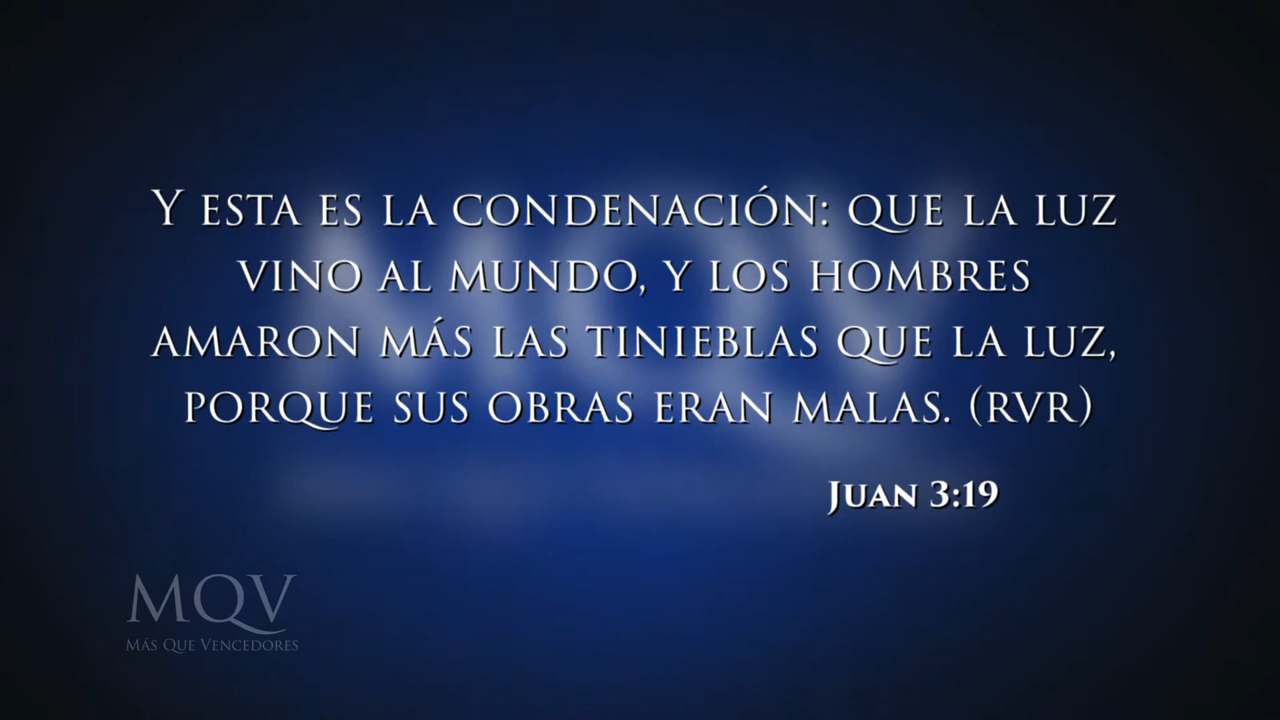 Y ESTA ES LA CONDENACIÓN: QUE LA LUZ
VINO AL MUNDO, Y LOS HOMBRES
AMARON MÁS LAS TINIEBLAS QUE LA LUZ,
PORQUE SUS OBRAS ERAN MALAS. (RVR)
JUAN 3:19
MQV
MÁS QUE VENCEDORES